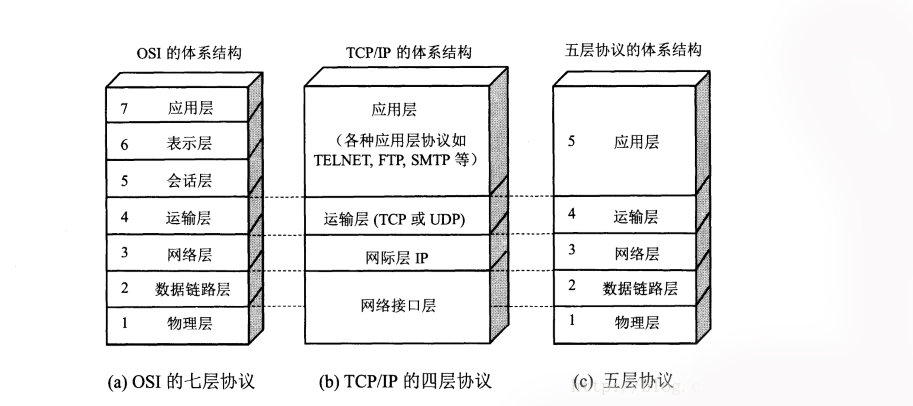 OSI 的体系结构
7 应用层
6 表示层
5 会话层
4 运输层
3 网络层
2 数据链路层
1 物理层
(a) OSI 的七层协议
TCP/IP 的体系结构
应用层
（各种应用层协议如
TELNET, FTP, SMTP 等）
运输层 (TCP 或 UDP)
网际层 IP
网络接口层
(b) TCP/IP 的四层协议
五层协议的体系结构
5 应用层
4 运输层
3 网络层
2 数据链路层
1 物理层
(c) 五层协议